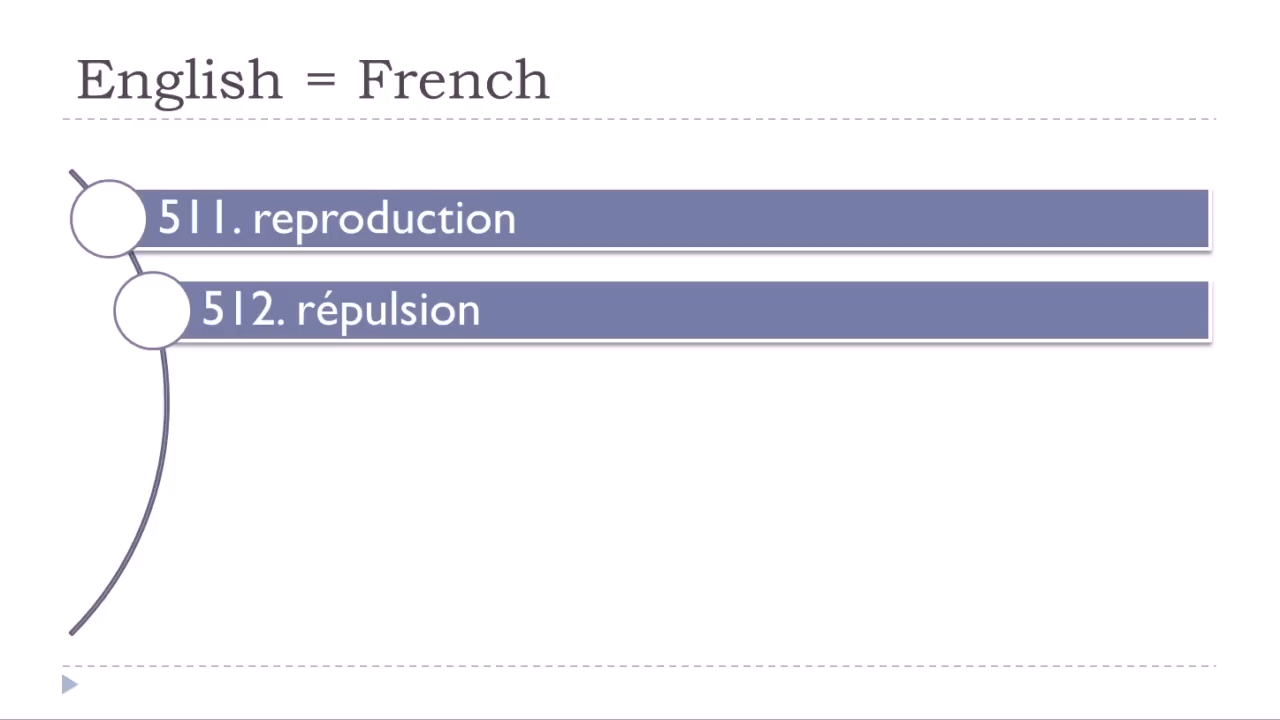 English = French
511. reproduction
512. répulsion